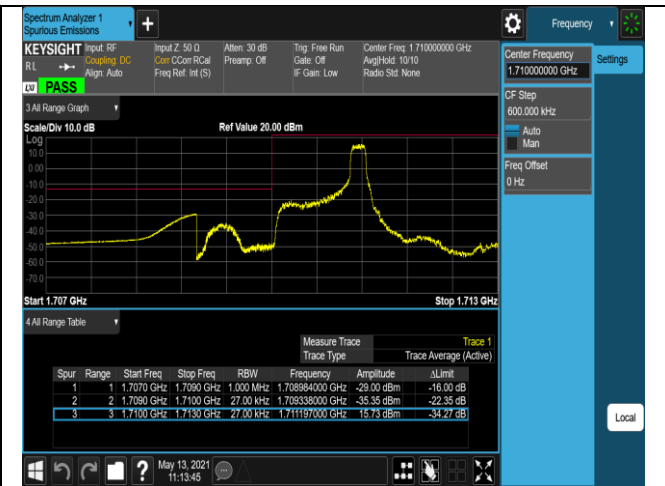 Spectrum Analyzer 1
Spurious Emissions
Frequency
KEYSIGHT Input: RF Input Z: 50 Ω Atten: 30 dB Trig: Free Run Center Freq: 1.710000000 GHz
RL Coupling: DC Corr CCorr RCal Preamp: Off Gate: Off Avg|Hold: 10/10
Align: Auto Freq Ref: Int (S) IF Gain: Low Radio Std: None
LXI PASS
3 All Range Graph
Scale/Div 10.0 dB Ref Value 20.00 dBm
Log
10.0
0.00
-10.0
-20.0
-30.0
-40.0
-50.0
-60.0
-70.0
Start 1.707 GHz Stop 1.713 GHz
4 All Range Table
Measure Trace Trace 1
Trace Type Trace Average (Active)
Spur Range Start Freq Stop Freq RBW Frequency Amplitude ΔLimit
1 1 1.7070 GHz 1.7090 GHz 1.000 MHz 1.708984000 GHz -29.00 dBm -16.00 dB
2 2 1.7090 GHz 1.7100 GHz 27.00 kHz 1.709338000 GHz -35.35 dBm -22.35 dB
3 3 1.7100 GHz 1.7130 GHz 27.00 kHz 1.711197000 GHz 15.73 dBm -34.27 dB
Center Frequency
1.710000000 GHz
Settings
CF Step
600.000 kHz
Auto
Man
Freq Offset
0 Hz
Local
? May 13, 2021
11:13:45